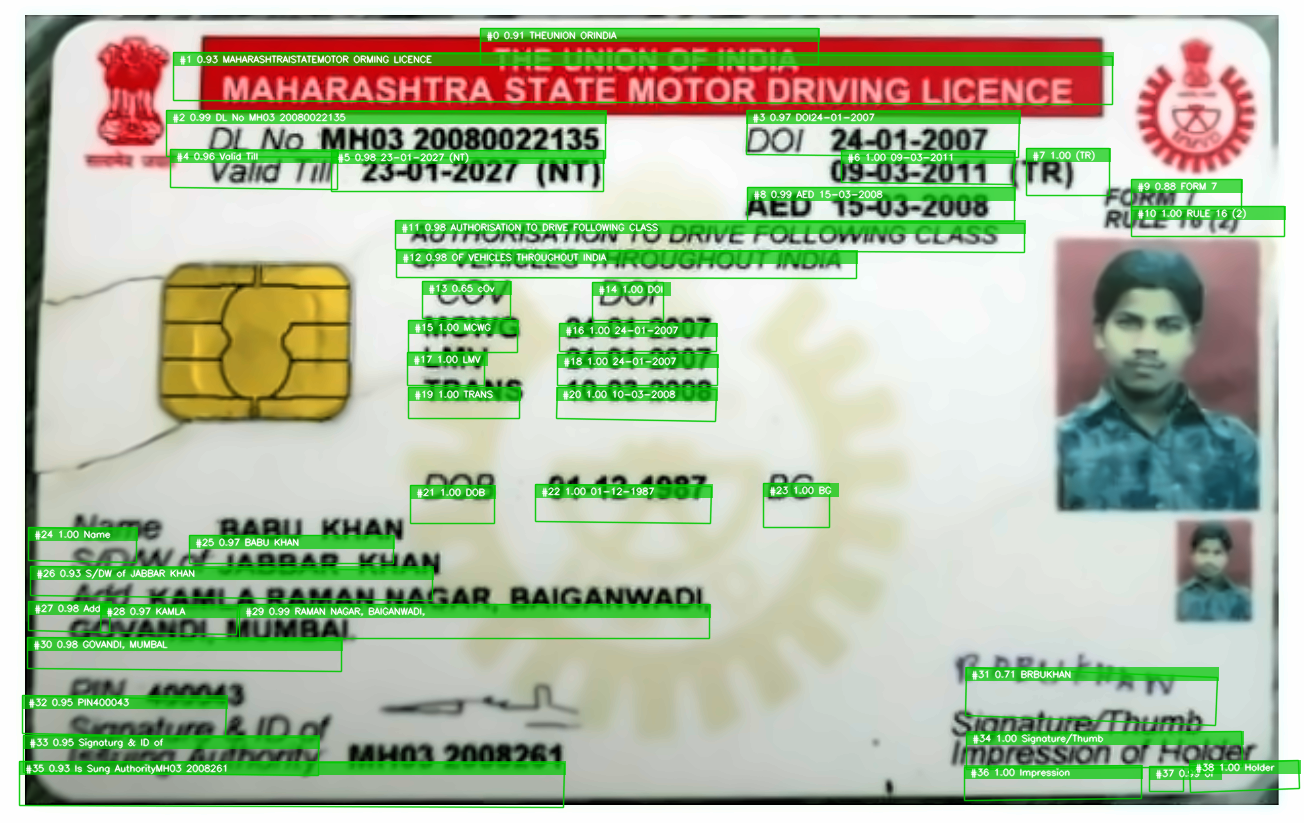 #0 0.91 THEUNION ORINDIA
THE UNION OF INDIA
#1 0.93 MAHARASHTRAISTATEMOTOR ORMING LICENCE
MAHARASHTRA STATE MOTOR DRIVING LICENCE
#2 0.99 DL No MH03 20080022135 #3 0.97 DOI24-01-2007
DL No MH03 20080022135 DOI 24-01-2007
#4 0.96 Valid Till #5 0.98 23-01-2027 (NT) #6 1.00 09-03-2011 #7 1.00 (TR)
Valid Till 23-01-2027 (NT) 09-03-2011 (TR)
#8 0.99 AED 15-03-2008 #9 0.88 FORM 7
AED 15-03-2008 FORM 7
#10 1.00 RULE 16 (2)
RULE 16 (2)
#11 0.98 AUTHORISATION TO DRIVE FOLLOWING CLASS
AUTHORISATION TO DRIVE FOLLOWING CLASS
#12 0.98 OF VEHICLES THROUGHOUT INDIA
OF VEHICLES THROUGHOUT INDIA
#13 0.65 cOv #14 1.00 DOI
COV DOI
#15 1.00 MCWG #16 1.00 24-01-2007
MCWG 24-01-2007
#17 1.00 LMV #18 1.00 24-01-2007
LMV 24-01-2007
#19 1.00 TRANS #20 1.00 10-03-2008
TRANS 10-03-2008
#21 1.00 DOB #22 1.00 01-12-1987 #23 1.00 BG
DOB 01-12-1987 BG
Name BABU KHAN
#24 1.00 Name #25 0.97 BABU KHAN
S/D/W of JABBAR KHAN
#26 0.93 S/DW of JABBAR KHAN
Add KAMLA RAMAN NAGAR, BAIGANWADI,
#27 0.98 Add #28 0.97 KAMLA #29 0.99 RAMAN NAGAR, BAIGANWADI,
GOVANDI, MUMBAI,
#30 0.98 GOVANDI, MUMBAL
#31 0.71 BRBUKHAN
PIN 400043
#32 0.95 PIN400043
Signature & ID of Signature/Thumb
#33 0.95 Signaturg & ID of #34 1.00 Signature/Thumb
Issuing Authority MH03 2008261 Impression of Holder
#35 0.93 Is Sung AuthorityMH03 2008261 #36 1.00 Impression #37 #38 1.00 Holder